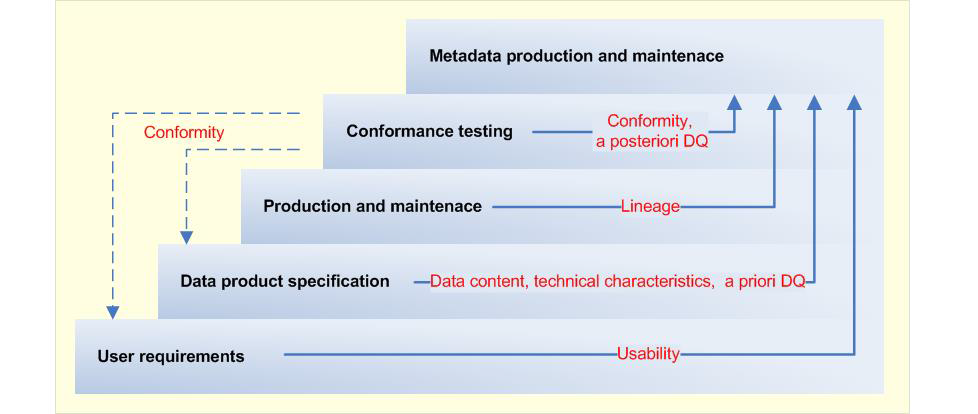 Metadata production and maintenace
Conformity
Conformance testing
Conformity,
a posteriori DQ
Production and maintenace
Lineage
Data product specification
Data content, technical characteristics, a priori DQ
User requirements
Usability